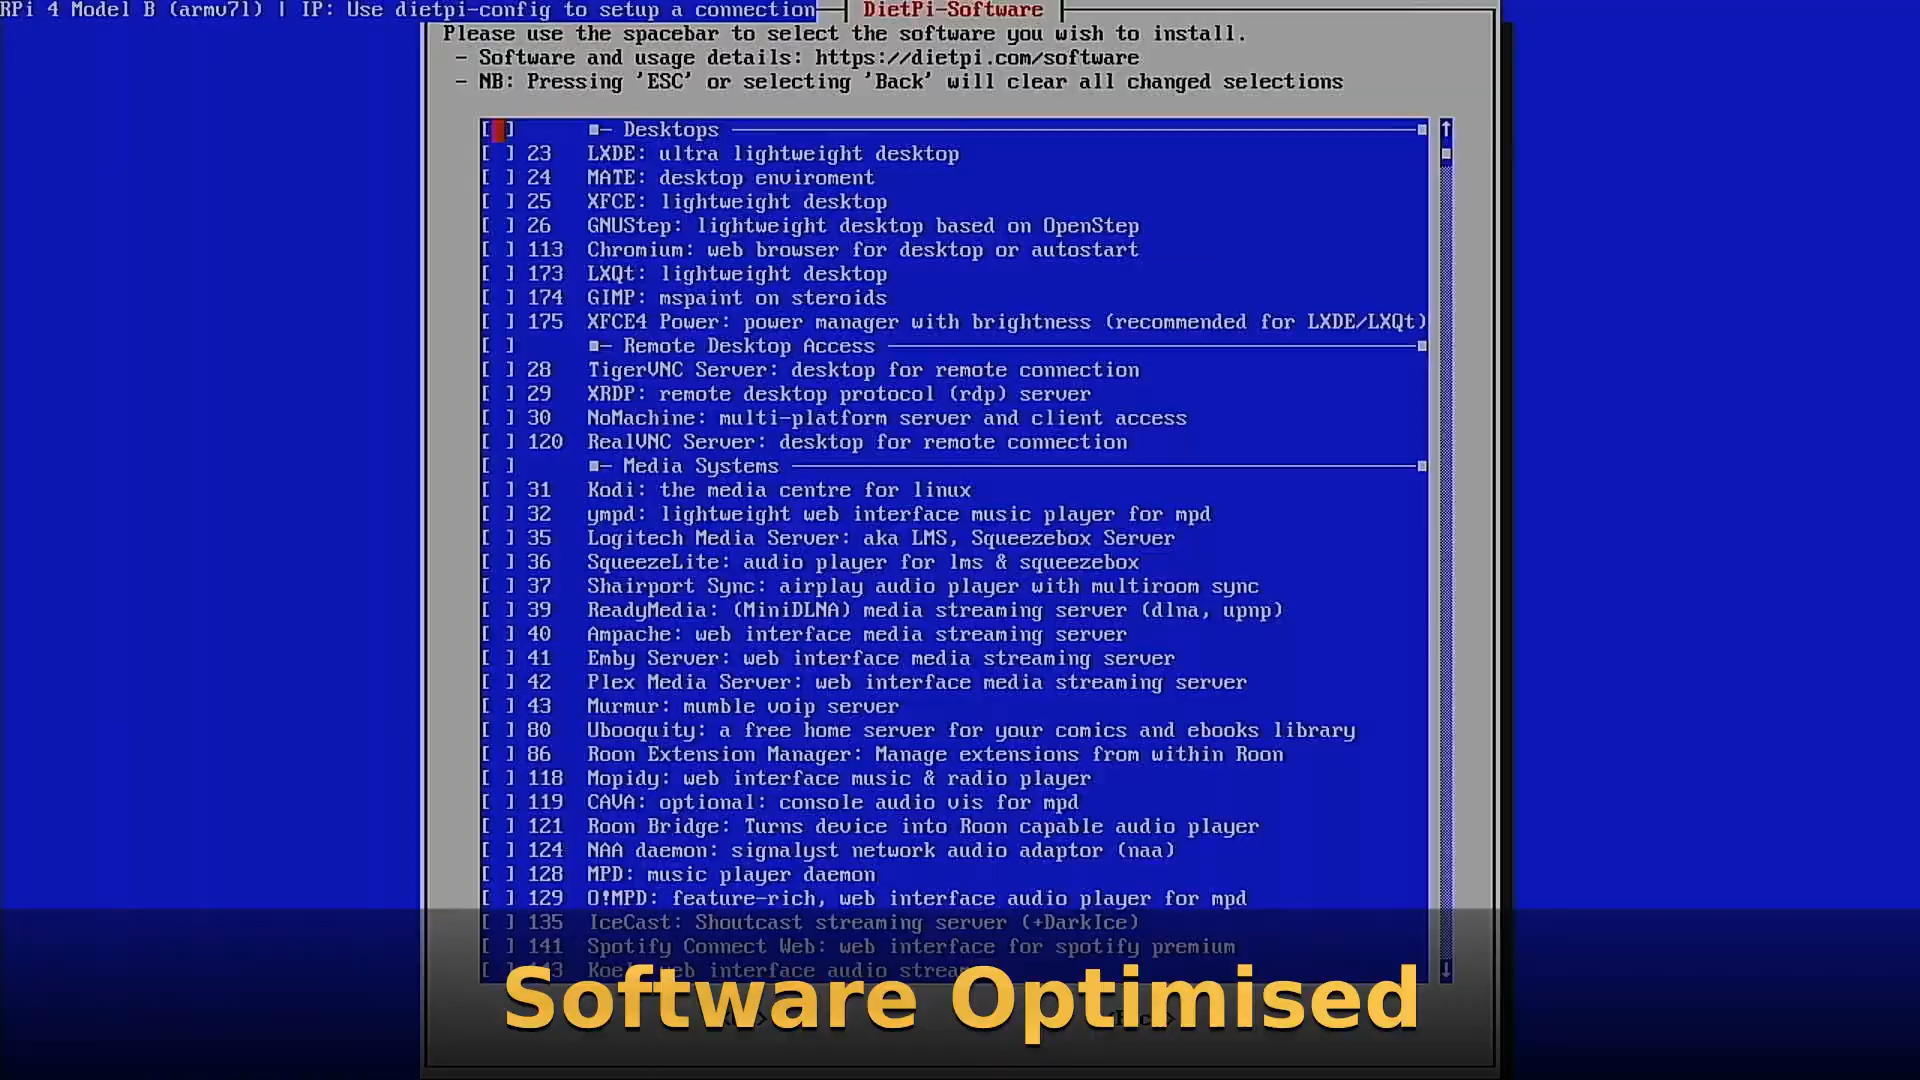 RPi 4 Model B (armv7l) | IP: Use dietpi-config to setup a connection
DietPi-Software
Please use the spacebar to select the software you wish to install.
- Software and usage details: https://dietpi.com/software
- NB: Pressing 'ESC' or selecting 'Back' will clear all changed selections
[ ] ■─ Desktops
[ ] 23 LXDE: ultra lightweight desktop
[ ] 24 MATE: desktop enviroment
[ ] 25 XFCE: lightweight desktop
[ ] 26 GNUStep: lightweight desktop based on OpenStep
[ ] 113 Chromium: web browser for desktop or autostart
[ ] 173 LXQt: lightweight desktop
[ ] 174 GIMP: mspaint on steroids
[ ] 175 XFCE4 Power: power manager with brightness (recommended for LXDE/LXQt)
[ ] ■─ Remote Desktop Access
[ ] 28 TigerVNC Server: desktop for remote connection
[ ] 29 XRDP: remote desktop protocol (rdp) server
[ ] 30 NoMachine: multi-platform server and client access
[ ] 120 RealVNC Server: desktop for remote connection
[ ] ■─ Media Systems
[ ] 31 Kodi: the media centre for linux
[ ] 32 ympd: lightweight web interface music player for mpd
[ ] 35 Logitech Media Server: aka LMS, Squeezebox Server
[ ] 36 SqueezeLite: audio player for lms & squeezebox
[ ] 37 Shairport Sync: airplay audio player with multiroom sync
[ ] 39 ReadyMedia: (MiniDLNA) media streaming server (dlna, upnp)
[ ] 40 Ampache: web interface media streaming server
[ ] 41 Emby Server: web interface media streaming server
[ ] 42 Plex Media Server: web interface media streaming server
[ ] 43 Murmur: mumble voip server
[ ] 80 Ubooquity: a free home server for your comics and ebooks library
[ ] 86 Roon Extension Manager: Manage extensions from within Roon
[ ] 118 Mopidy: web interface music & radio player
[ ] 119 CAVA: optional: console audio vis for mpd
[ ] 121 Roon Bridge: Turns device into Roon capable audio player
[ ] 124 NAA daemon: signalyst network audio adaptor (naa)
[ ] 128 MPD: music player daemon
[ ] 129 O!MPD: feature-rich, web interface audio player for mpd
[ ] 135 IceCast: Shoutcast streaming server (+DarkIce)
[ ] 141 Spotify Connect Web: web interface for spotify premium
web interface audio
Software Optimised